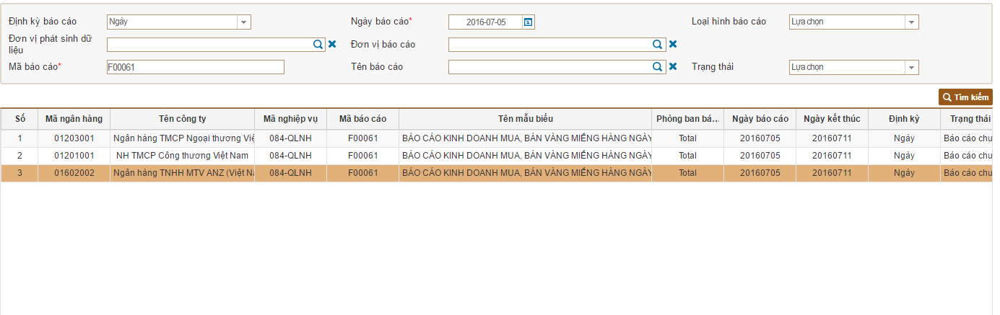 Định kỳ báo cáo Ngày Ngày báo cáo* 2016-07-05 Loại hình báo cáo Lựa chọn
Đơn vị phát sinh dữ liệu Đơn vị báo cáo
Mã báo cáo* F00061 Tên báo cáo Trạng thái Lựa chọn
Tìm kiếm
Số Mã ngân hàng Tên công ty Mã nghiệp vụ Mã báo cáo Tên mẫu biểu Phòng ban bá... Ngày báo cáo Ngày kết thúc Định kỳ Trạng thái
1 01203001 Ngân hàng TMCP Ngoại thương Việ 084-QLNH F00061 BÁO CÁO KINH DOANH MUA, BÁN VÀNG MIẾNG HÀNG NGÀY Total 20160705 20160711 Ngày Báo cáo chu
2 01201001 NH TMCP Công thương Việt Nam 084-QLNH F00061 BÁO CÁO KINH DOANH MUA, BÁN VÀNG MIẾNG HÀNG NGÀY Total 20160705 20160711 Ngày Báo cáo chu
3 01602002 Ngân hàng TNHH MTV ANZ (Việt Na 084-QLNH F00061 BÁO CÁO KINH DOANH MUA, BÁN VÀNG MIẾNG HÀNG NGÀY Total 20160705 20160711 Ngày Báo cáo chu